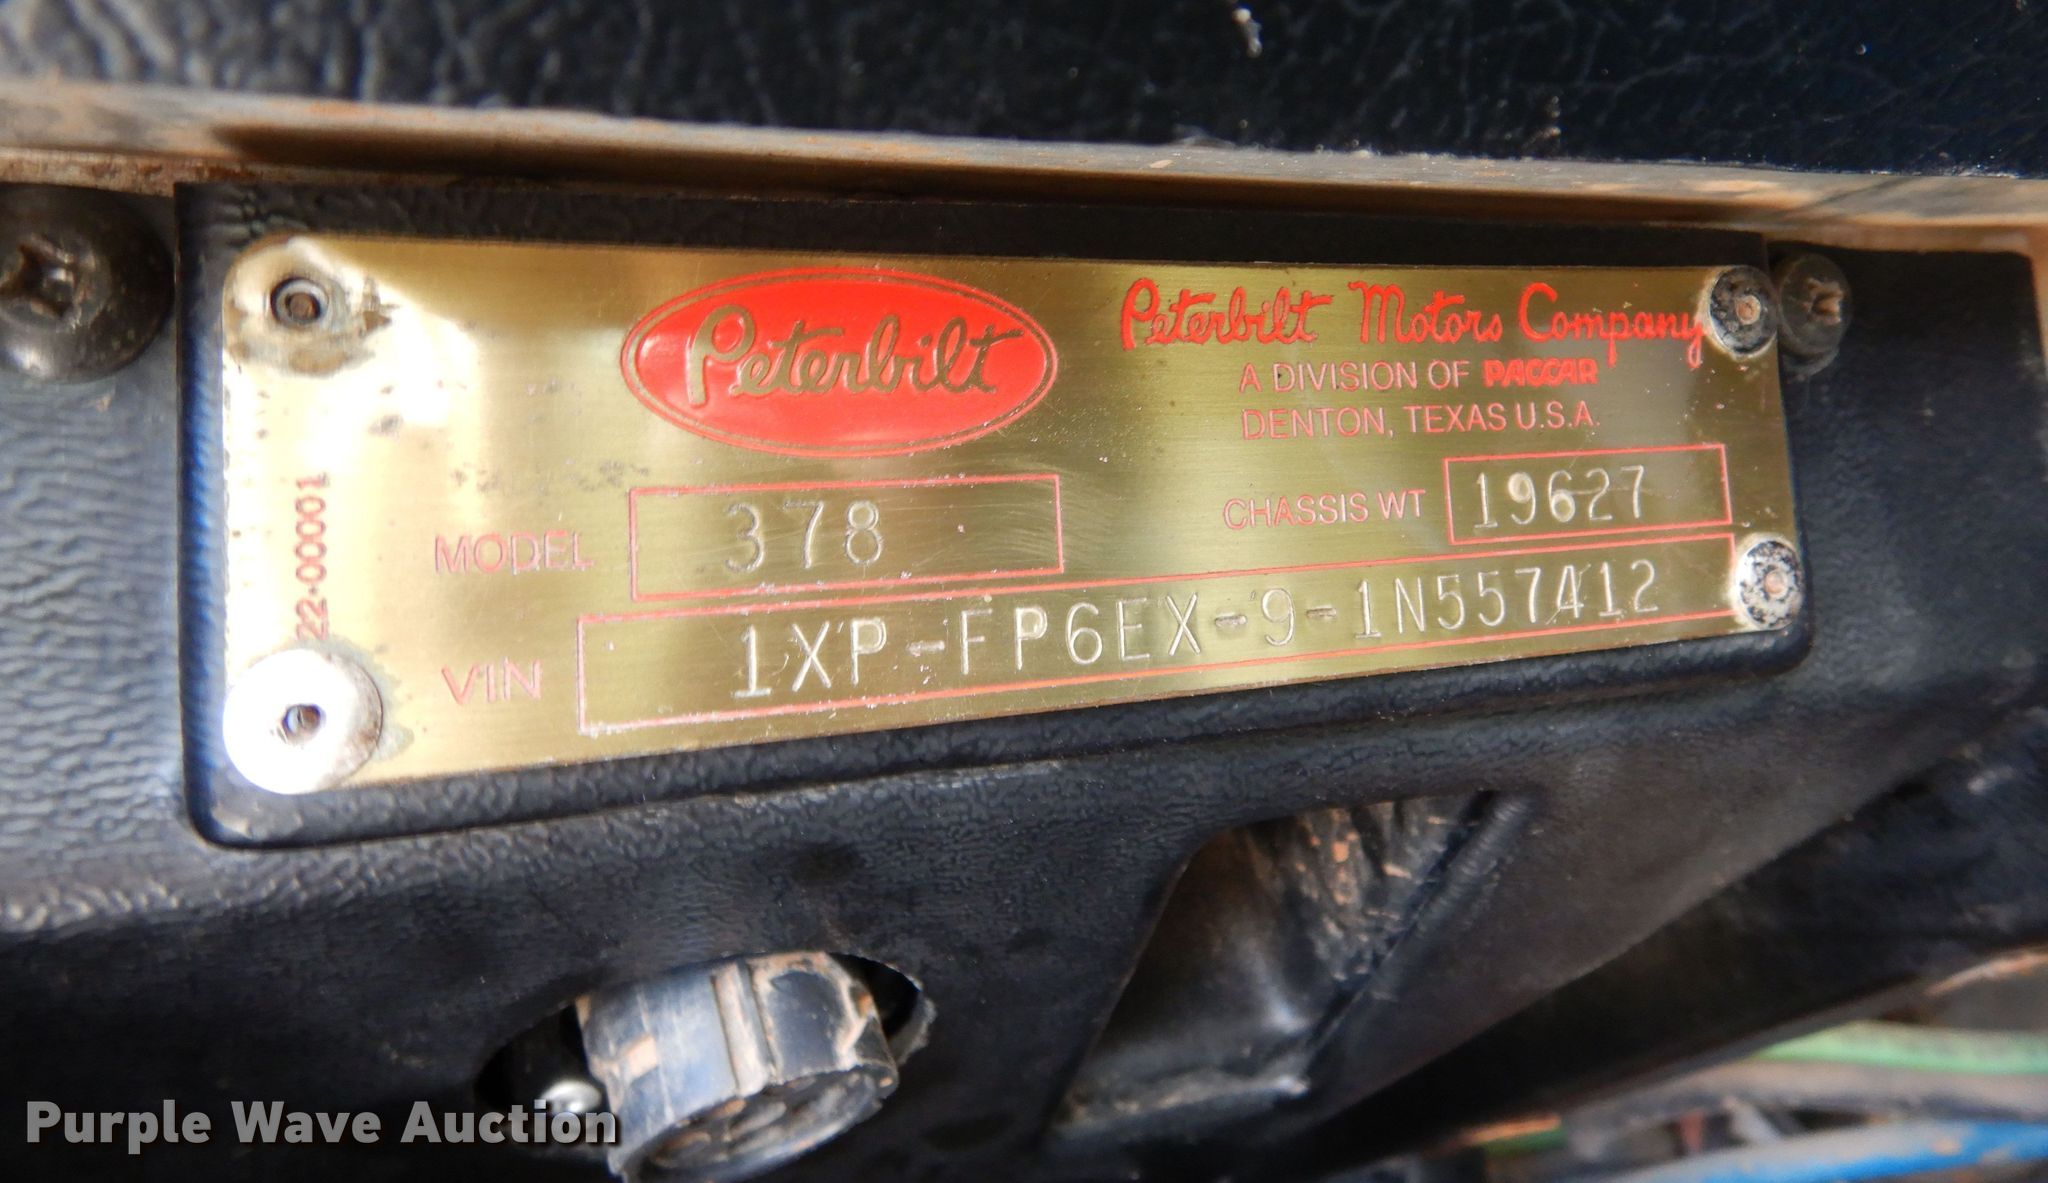 Peterbilt
Peterbilt Motors Company
A DIVISION OF PACCAR
DENTON, TEXAS U.S.A.
MODEL 378
CHASSIS WT 19627
VIN 1XP-FP6EX-9-1N557412
22-00001
Purple Wave Auction